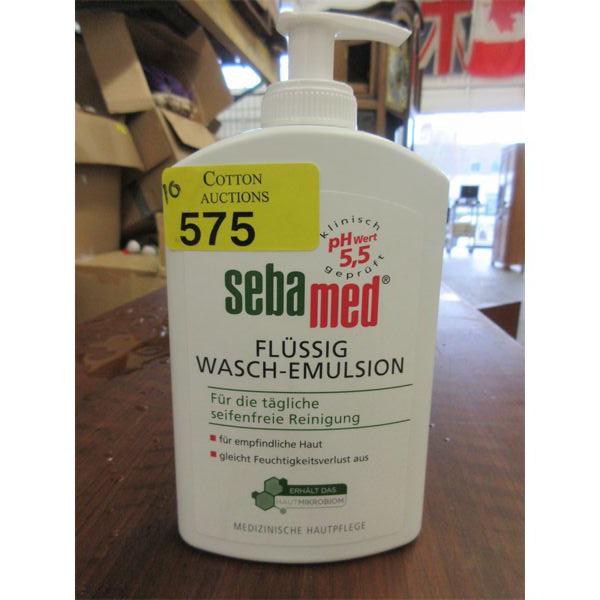 10
COTTON
AUCTIONS
575
klinisch
pH Wert
5,5
geprüft
sebamed®
FLÜSSIG
WASCH-EMULSION
Für die tägliche
seifenfreie Reinigung
für empfindliche Haut
gleicht Feuchtigkeitsverlust aus
ERHÄLT DAS
HAUTMIKROBIOM
MEDIZINISCHE HAUTPFLEGE